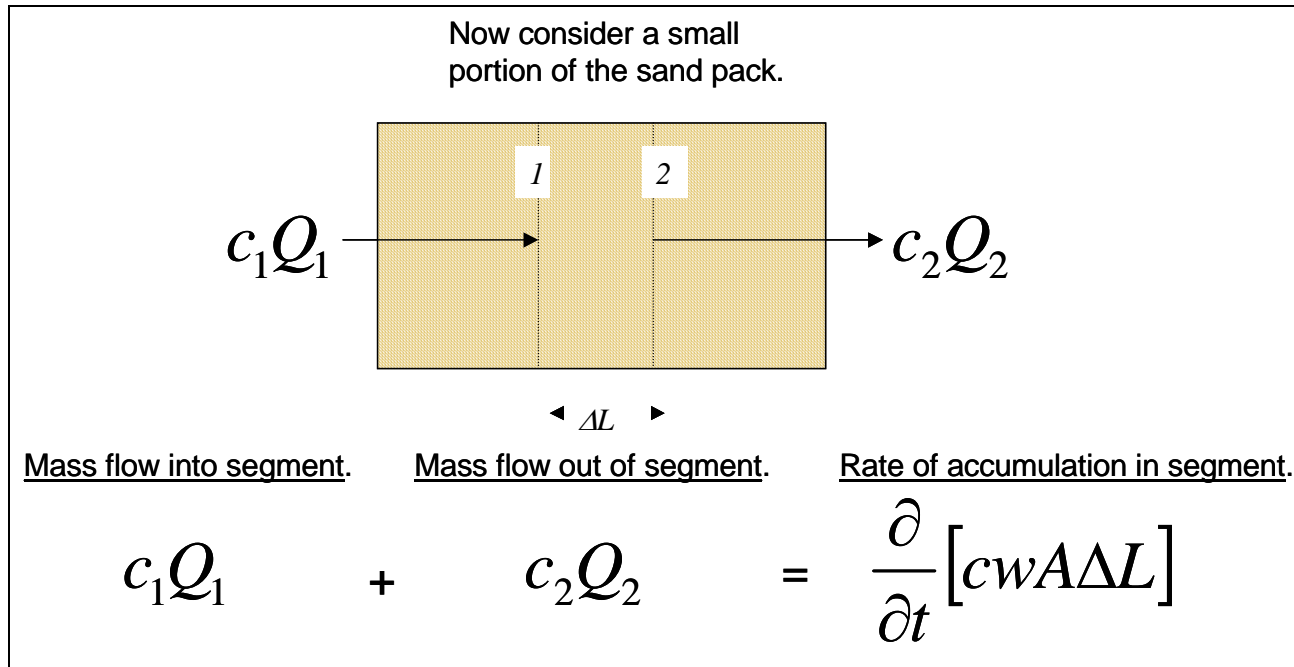 Now consider a small
portion of the sand pack.
1 2
c₁Q₁ c₂Q₂
ΔL
Mass flow into segment. Mass flow out of segment. Rate of accumulation in segment.
c₁Q₁ + c₂Q₂ = ∂/∂t [cwAΔL]